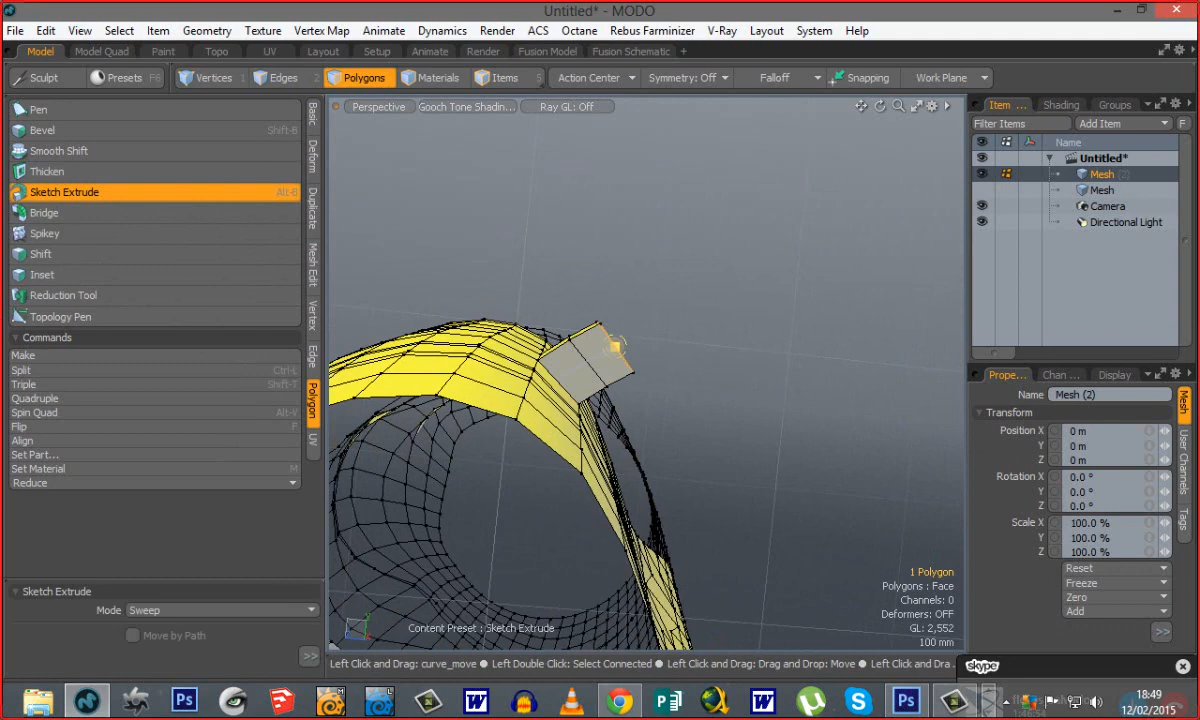 Untitled* - MODO
File Edit View Select Item Geometry Texture Vertex Map Animate Dynamics Render ACS Octane Rebus Farminizer V-Ray Layout System Help
Model Model Quad Paint Topo UV Layout Setup Animate Render Fusion Model Fusion Schematic +
Sculpt Presets F6 Vertices 1 Edges 2 Polygons Materials Items 5 Action Center Symmetry: Off Falloff Snapping Work Plane
Pen
Bevel Shift-B
Smooth Shift
Thicken
Sketch Extrude Alt-B
Bridge
Spikey
Shift
Inset
Reduction Tool
Topology Pen
Commands
Make
Split Ctrl-L
Triple Shift-T
Quadruple
Spin Quad Alt-V
Flip F
Align
Set Part...
Set Material M
Reduce
Basic
Deform
Duplicate
Mesh Edit
Vertex
Edge
Polygon
UV
Sketch Extrude
Mode Sweep
Move by Path
>>
Perspective Gooch Tone Shadin... Ray GL: Off
1 Polygon
Polygons : Face
Channels: 0
Deformers: OFF
GL: 2,552
100 mm
Content Preset : Sketch Extrude
Left Click and Drag: curve_move ● Left Double Click: Select Connected ● Left Click and Drag: Drag and Drop: Move ● Left Click and Dra
Item ... Shading Groups
Filter Items Add Item F
Name
Untitled*
Mesh (2)
Mesh
Camera
Directional Light
Prope... Chan ... Display
Name Mesh (2)
Transform
Position X 0 m
Y 0 m
Z 0 m
Rotation X 0.0 °
Y 0.0 °
Z 0.0 °
Scale X 100.0 %
Y 100.0 %
Z 100.0 %
Reset
Freeze
Zero
Add
>>
Mesh
User Channels
Tags
skype
18:49
12/02/2015